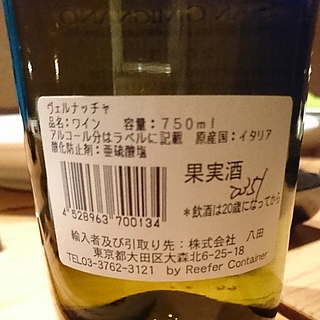 SAN GIMIGNANO
ヴェルナッチャ
品名：ワイン 容量：750ml
アルコール分はラベルに記載 原産国：イタリア
酸化防止剤：亜硫酸塩
果実酒
4 528963 700134
＊飲酒は20歳になってから
輸入者及び引取り先：株式会社 八田
東京都大田区大森北6-25-18
TEL03-3762-3121 by Reefer Container